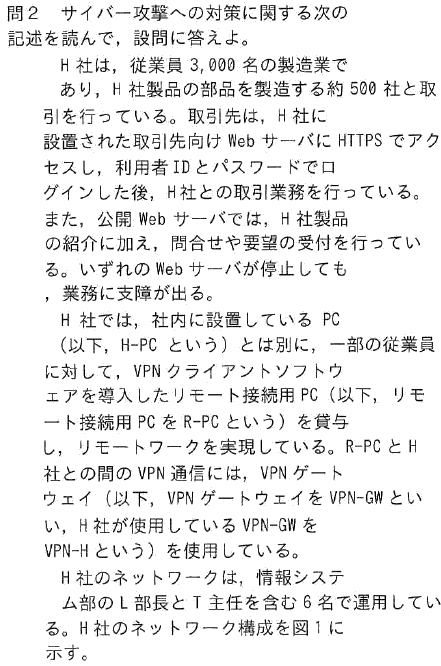 問2 サイバー攻撃への対策に関する次の
記述を読んで，設問に答えよ。
H 社は，従業員 3,000 名の製造業で
あり，H 社製品の部品を製造する約 500 社と取
引を行っている。取引先は，H 社に
設置された取引先向け Web サーバに HTTPS でアク
セスし，利用者 ID とパスワードでロ
グインした後，H 社との取引業務を行っている。
また，公開 Web サーバでは，H 社製品
の紹介に加え，問合せや要望の受付を行ってい
る。いずれの Web サーバが停止しても
，業務に支障が出る。
H 社では，社内に設置している PC
（以下，H-PC という）とは別に，一部の従業員
に対して，VPN クライアントソフトウ
ェアを導入したリモート接続用 PC（以下，リモ
ート接続用 PC を R-PC という）を貸与
し，リモートワークを実現している。R-PC と H
社との間の VPN 通信には，VPN ゲート
ウェイ（以下，VPN ゲートウェイを VPN-GW とい
い，H 社が使用している VPN-GW を
VPN-H という）を使用している。
H 社のネットワークは，情報システ
ム部の L 部長と T 主任を含む 6 名で運用してい
る。H 社のネットワーク構成を図 1 に
示す。